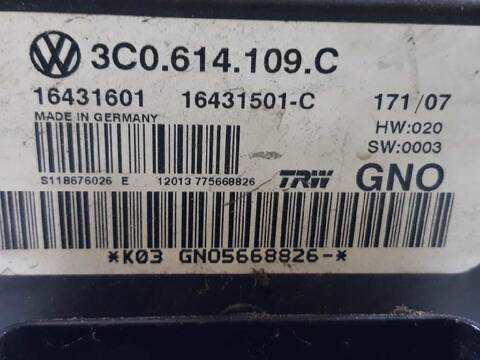 3C0.614.109.C
16431601 16431501-C 171/07
MADE IN GERMANY HW:020
SW:0003
S118676026 E 12013 775668826 TRW GNO
*K03 GNO5668826-*